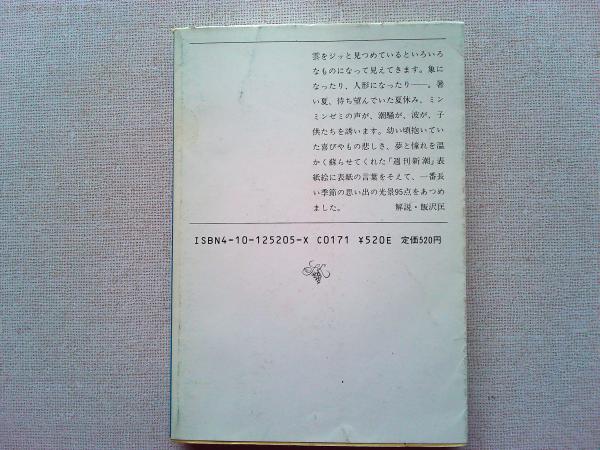 雲をジッと見つめているといろいろ
なものになって見えてきます。象に
なったり、人形になったり──。暑
い夏、待ち望んでいた夏休み。ミン
ミンゼミの声が、潮騒が、波が、子
供たちを誘います。幼い頃抱いてい
た喜びやもの悲しさ、夢と憧れを温
かく蘇らせてくれた「週刊新潮」表
紙絵に表紙の言葉をそえて、一番長
い季節の思い出の光景95点をあつめ
ました。 解説・飯沢匡
ISBN4-10-125205-X C0171 ¥520E 定価520円